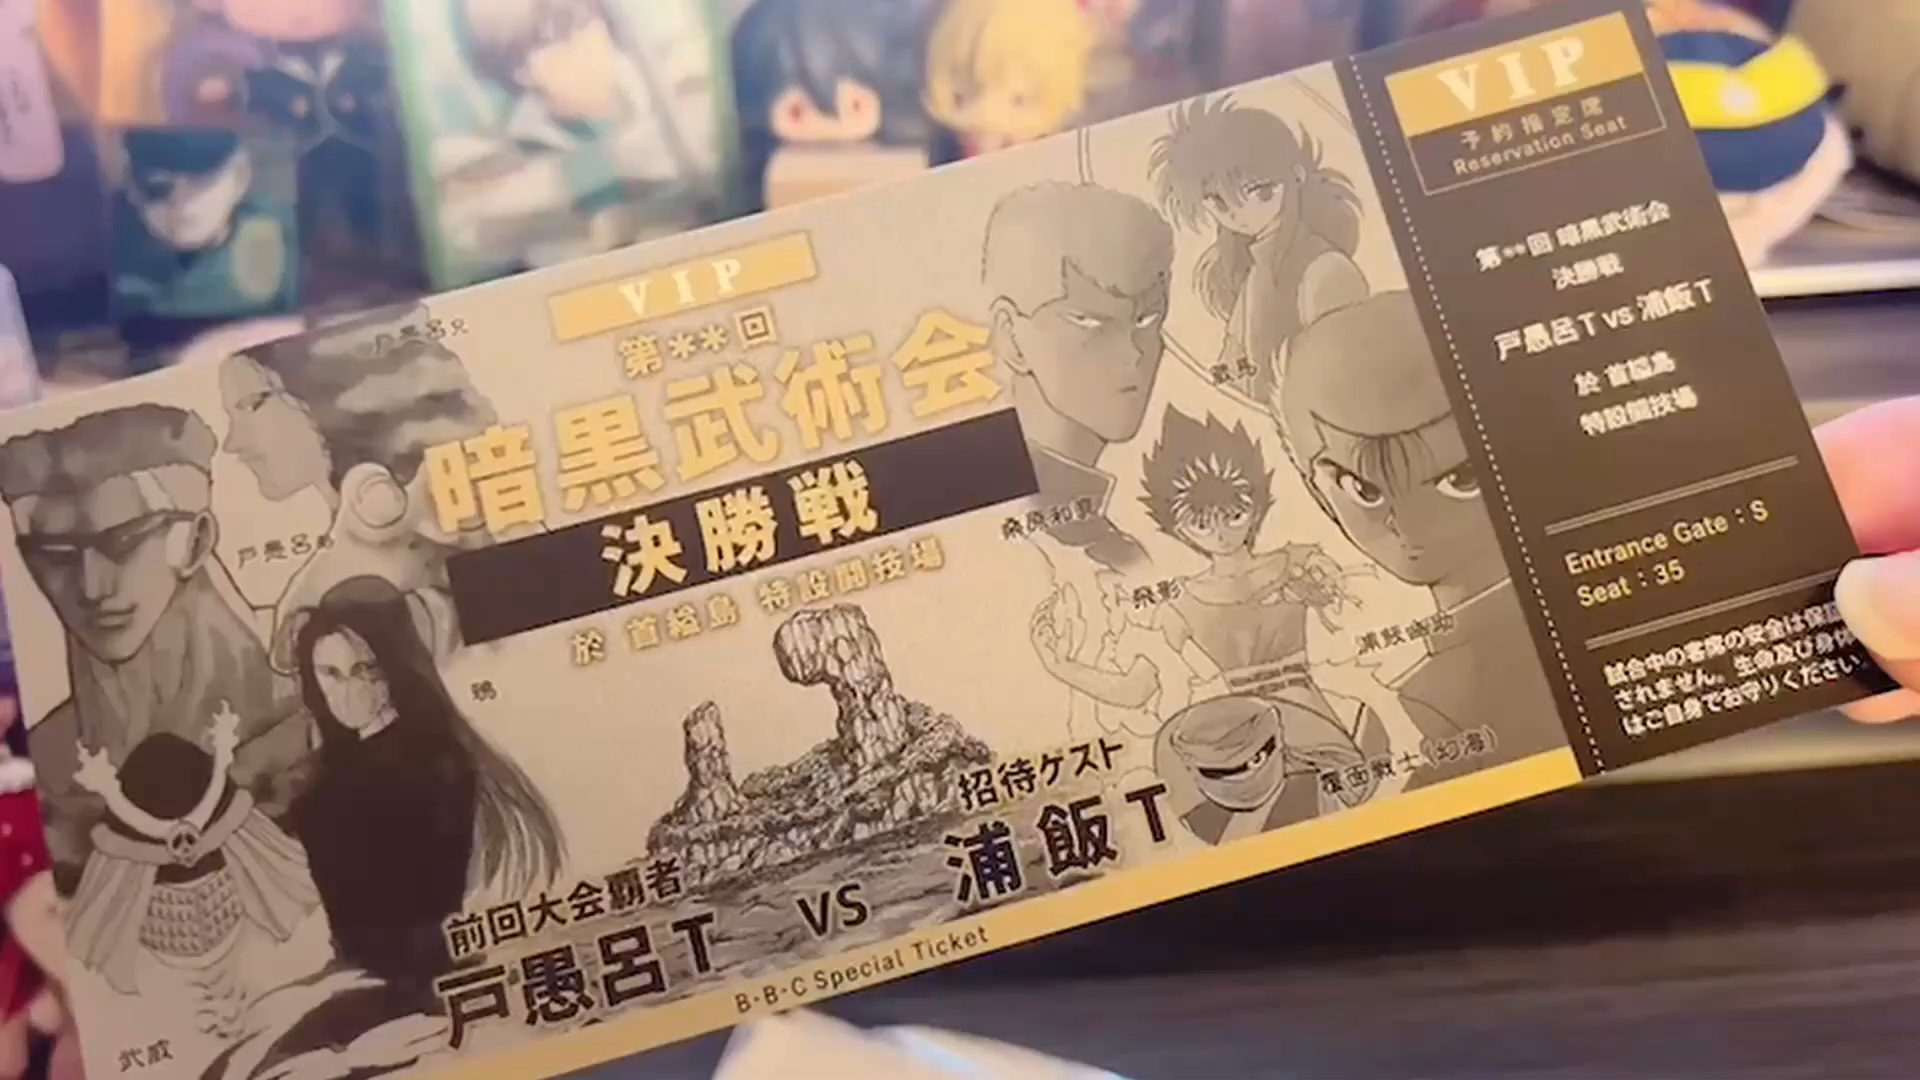 VIP
第**回
暗黒武術会
決勝戦
於 首縊島 特設闘技場
戸愚呂兄
戸愚呂弟
鴉
武威
桑原和真
蔵馬
飛影
浦飯幽助
覆面戦士(幻海)
前回大会覇者
戸愚呂T
VS
招待ゲスト
浦飯T
B・B・C Special Ticket
VIP
予約指定席
Reservation Seat
第**回 暗黒武術会
決勝戦
戸愚呂T vs 浦飯T
於 首縊島
特設闘技場
Entrance Gate：S
Seat：35
試合中の客席の安全は保証
されません。生命及び身体
はご自身でお守りください。